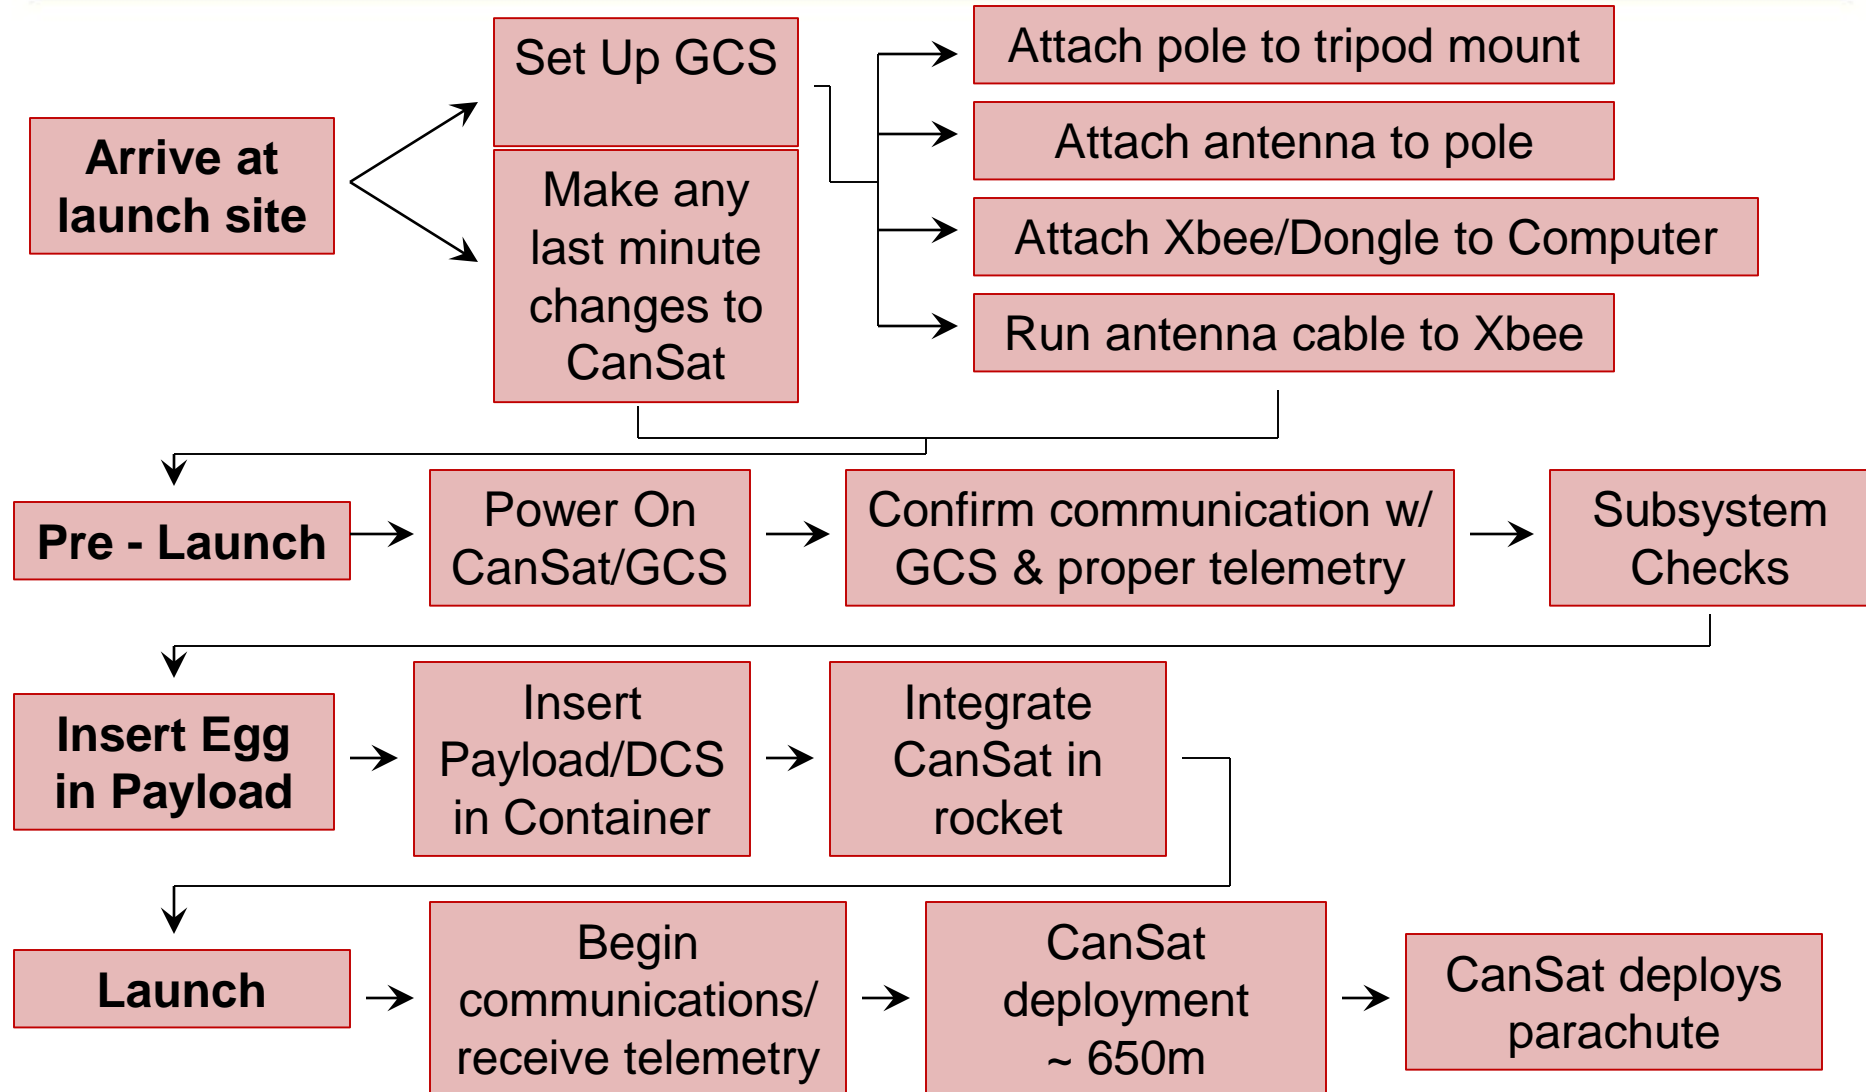 Arrive at
launch site
Set Up GCS
Make any
last minute
changes to
CanSat
Attach pole to tripod mount
Attach antenna to pole
Attach Xbee/Dongle to Computer
Run antenna cable to Xbee
Pre - Launch
Power On
CanSat/GCS
Confirm communication w/
GCS & proper telemetry
Subsystem
Checks
Insert Egg
in Payload
Insert
Payload/DCS
in Container
Integrate
CanSat in
rocket
Launch
Begin
communications/
receive telemetry
CanSat
deployment
~ 650m
CanSat deploys
parachute